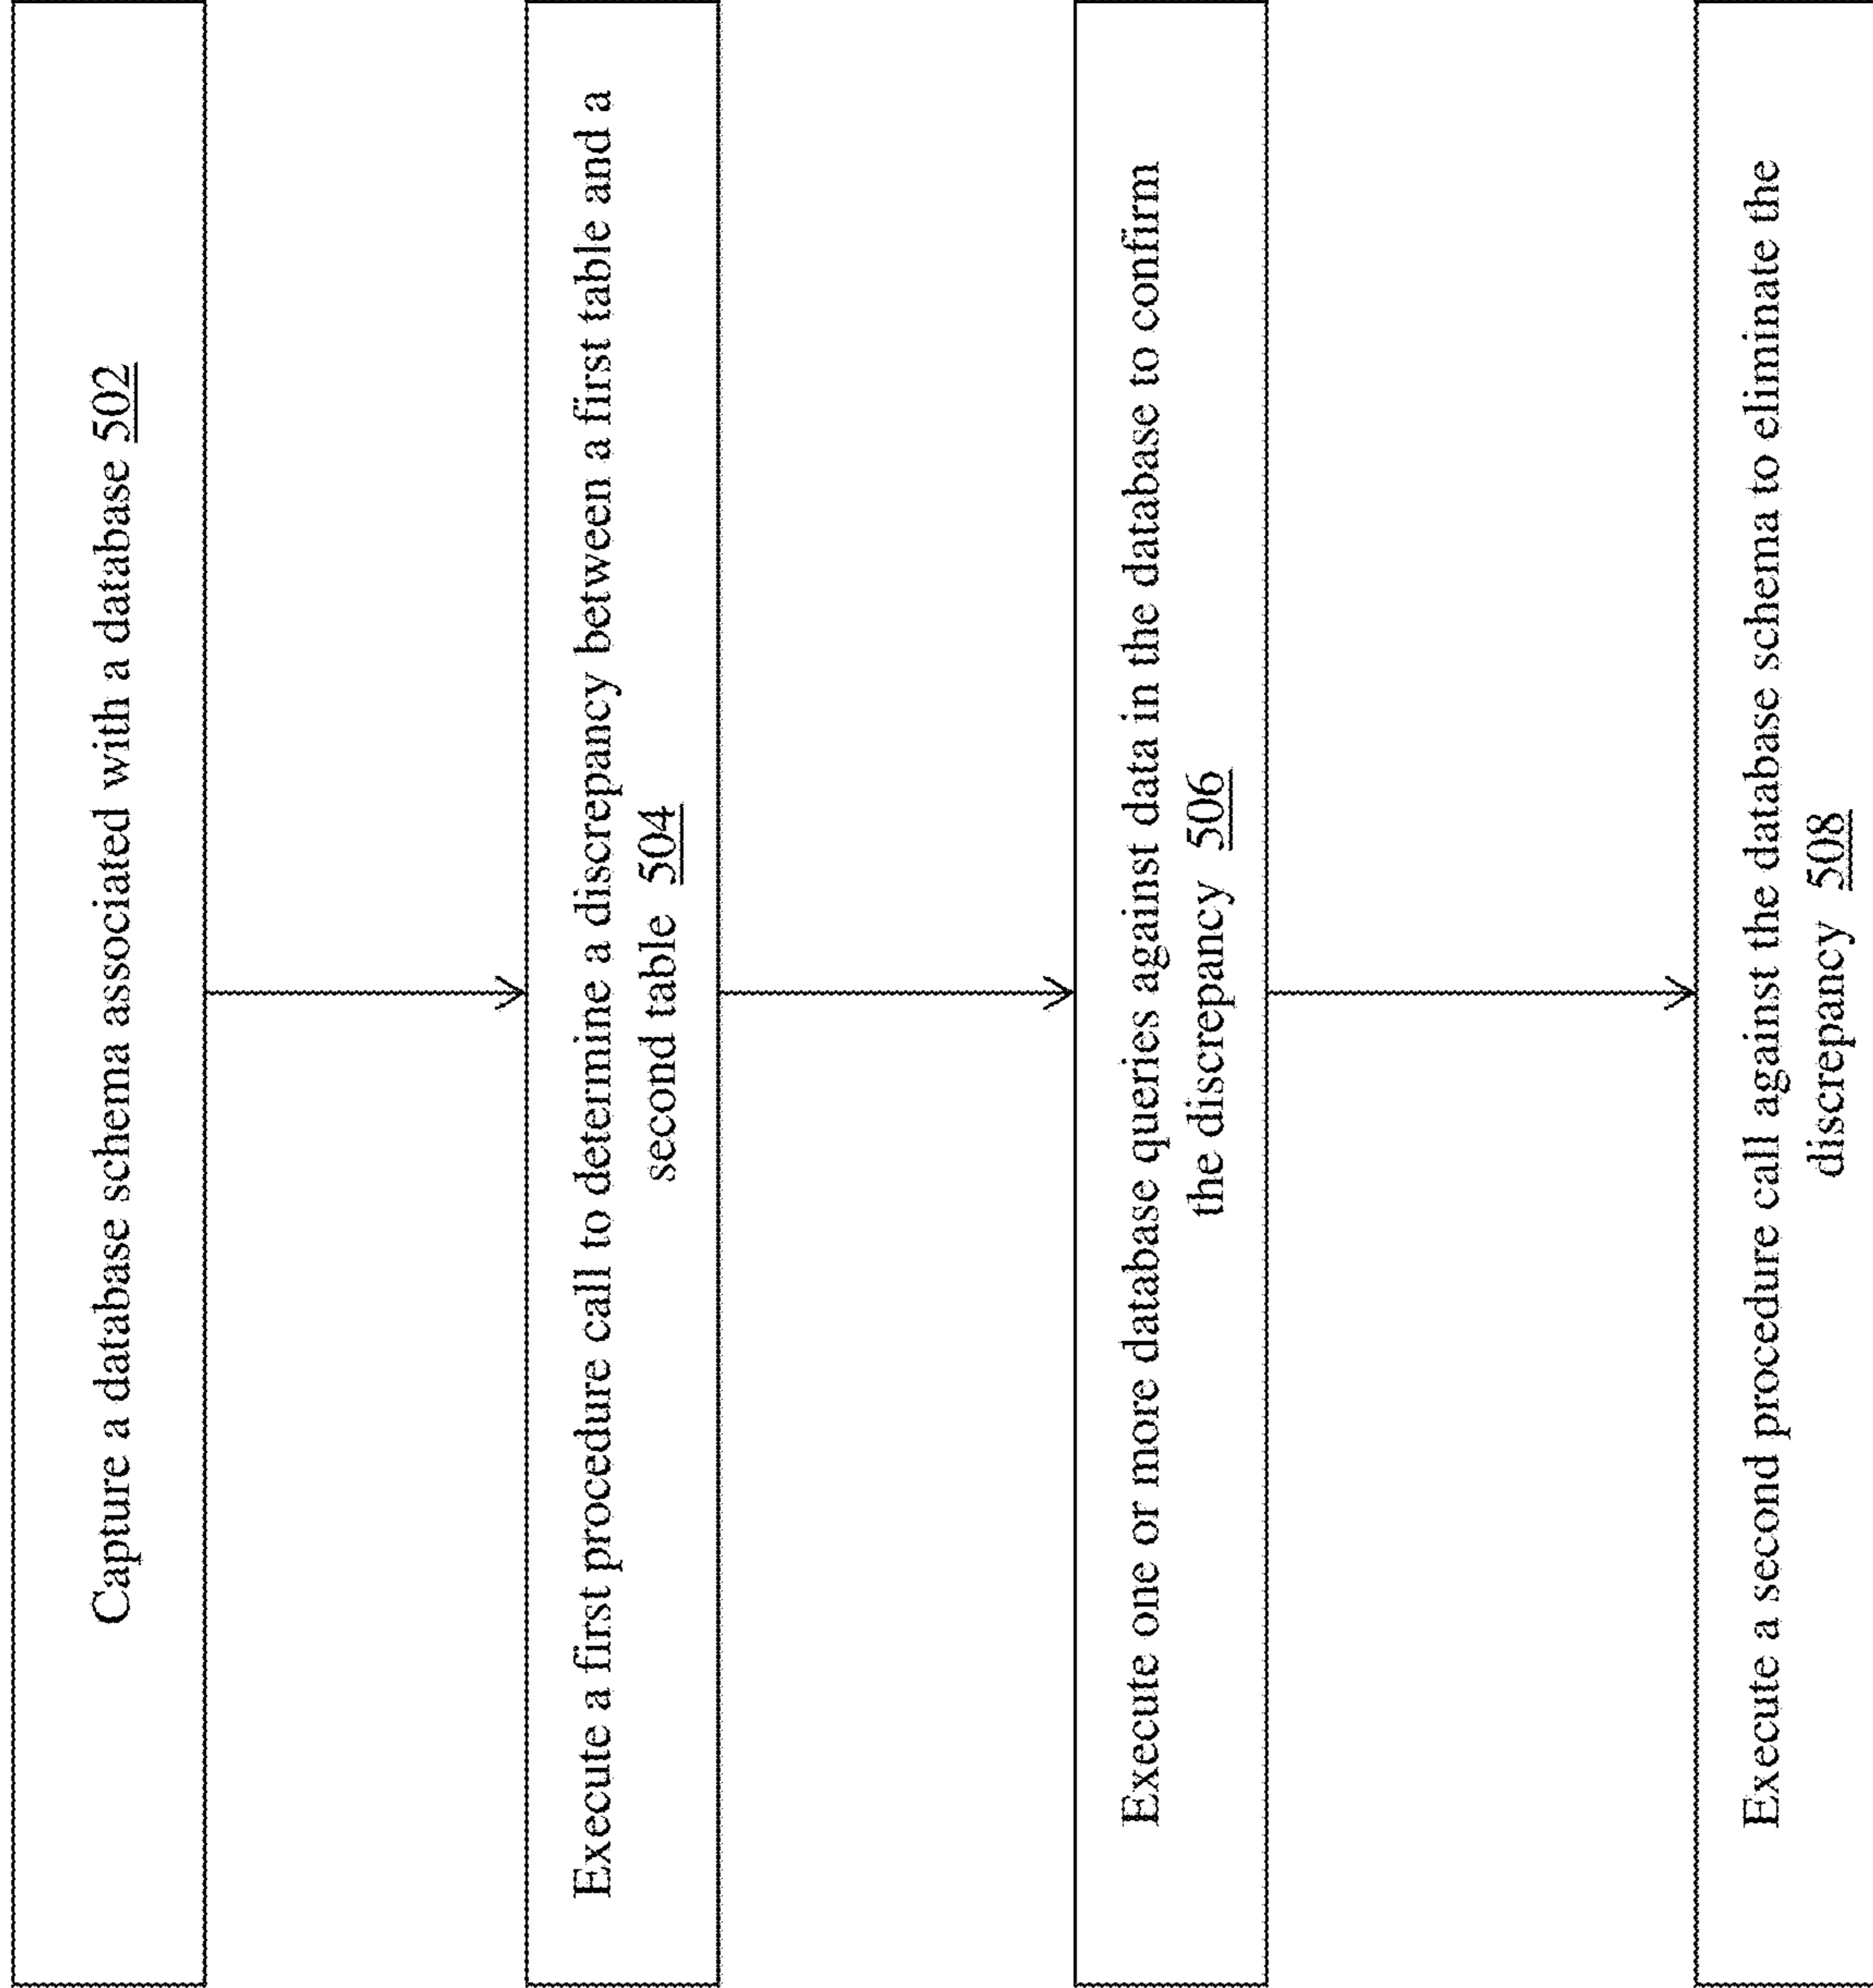 Capture a database schema associated with a database 502
Execute a first procedure call to determine a discrepancy between a first table and a
second table 504
Execute one or more database queries against data in the database to confirm
the discrepancy 506
Execute a second procedure call against the database schema to eliminate the
discrepancy 508